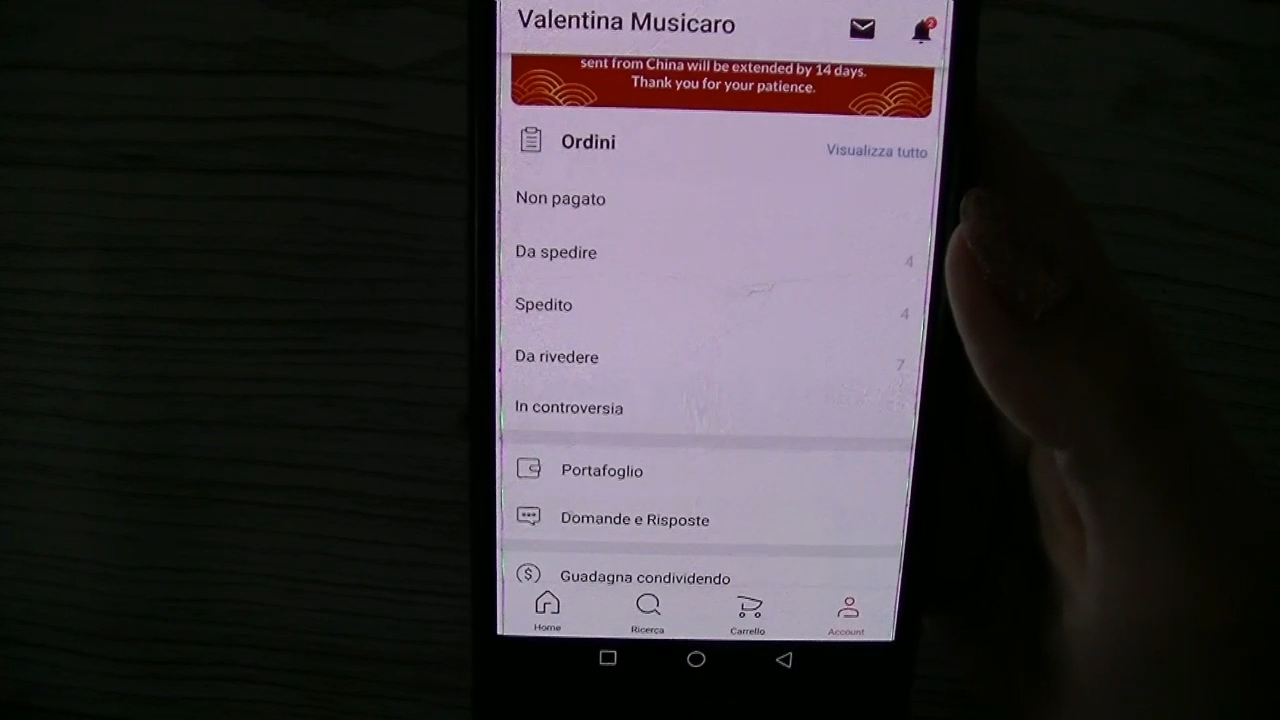 Valentina Musicaro
2
sent from China will be extended by 14 days.
Thank you for your patience.
Ordini
Visualizza tutto
Non pagato
Da spedire
4
Spedito
4
Da rivedere
7
In controversia
Portafoglio
Domande e Risposte
$ Guadagna condividendo
Home Ricerca Carrello Account